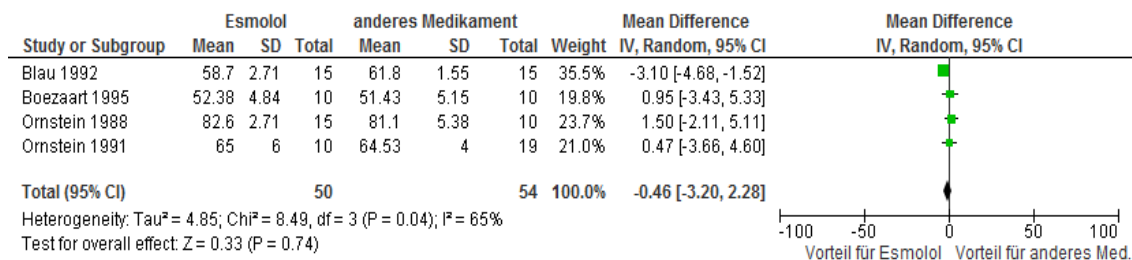 Esmolol anderes Medikament Mean Difference Mean Difference
Study or Subgroup Mean SD Total Mean SD Total Weight IV, Random, 95% CI IV, Random, 95% CI
Blau 1992 58.7 2.71 15 61.8 1.55 15 35.5% -3.10 [-4.68, -1.52]
Boezaart 1995 52.38 4.84 10 51.43 5.15 10 19.8% 0.95 [-3.43, 5.33]
Ornstein 1988 82.6 2.71 15 81.1 5.38 10 23.7% 1.50 [-2.11, 5.11]
Ornstein 1991 65 6 10 64.53 4 19 21.0% 0.47 [-3.66, 4.60]
Total (95% CI) 50 54 100.0% -0.46 [-3.20, 2.28]
Heterogeneity: Tau² = 4.85; Chi² = 8.49, df = 3 (P = 0.04); I² = 65%
Test for overall effect: Z = 0.33 (P = 0.74)
-100 -50 0 50 100
Vorteil für Esmolol Vorteil für anderes Med.